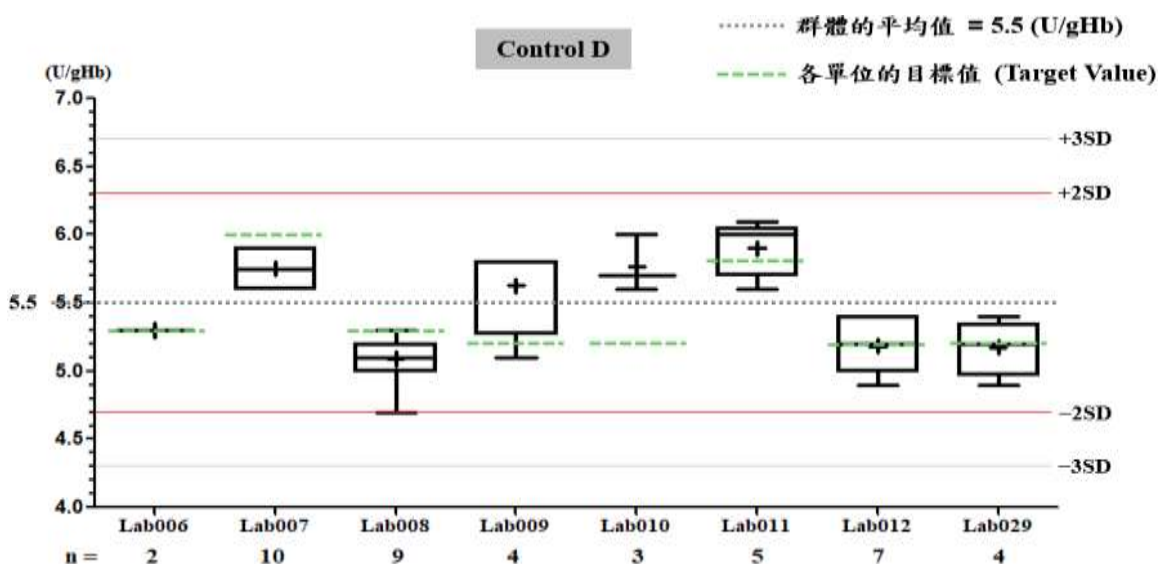 群體的平均值 = 5.5 (U/gHb)
Control D
各單位的目標值 (Target Value)
(U/gHb)
7.0
+3SD
6.5
+2SD
6.0
5.5
5.5
5.0
−2SD
4.5
−3SD
4.0
Lab006 Lab007 Lab008 Lab009 Lab010 Lab011 Lab012 Lab029
n = 2 10 9 4 3 5 7 4